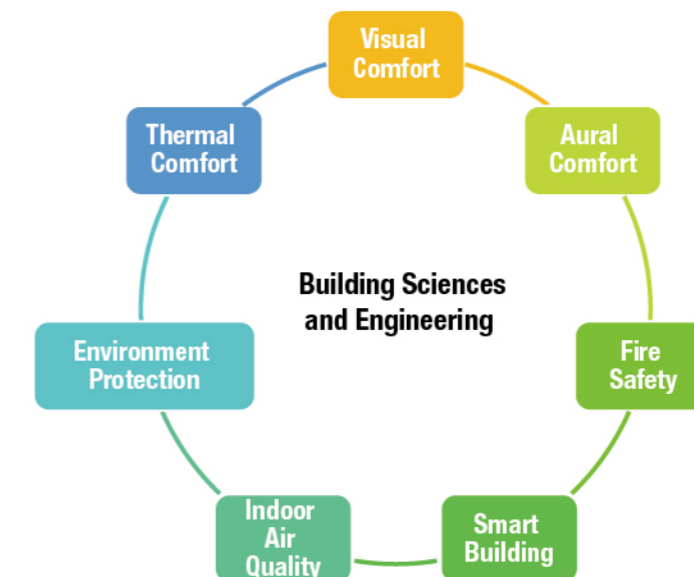 Visual
Comfort
Aural
Comfort
Fire
Safety
Smart
Building
Indoor
Air
Quality
Environment
Protection
Thermal
Comfort
Building Sciences
and Engineering